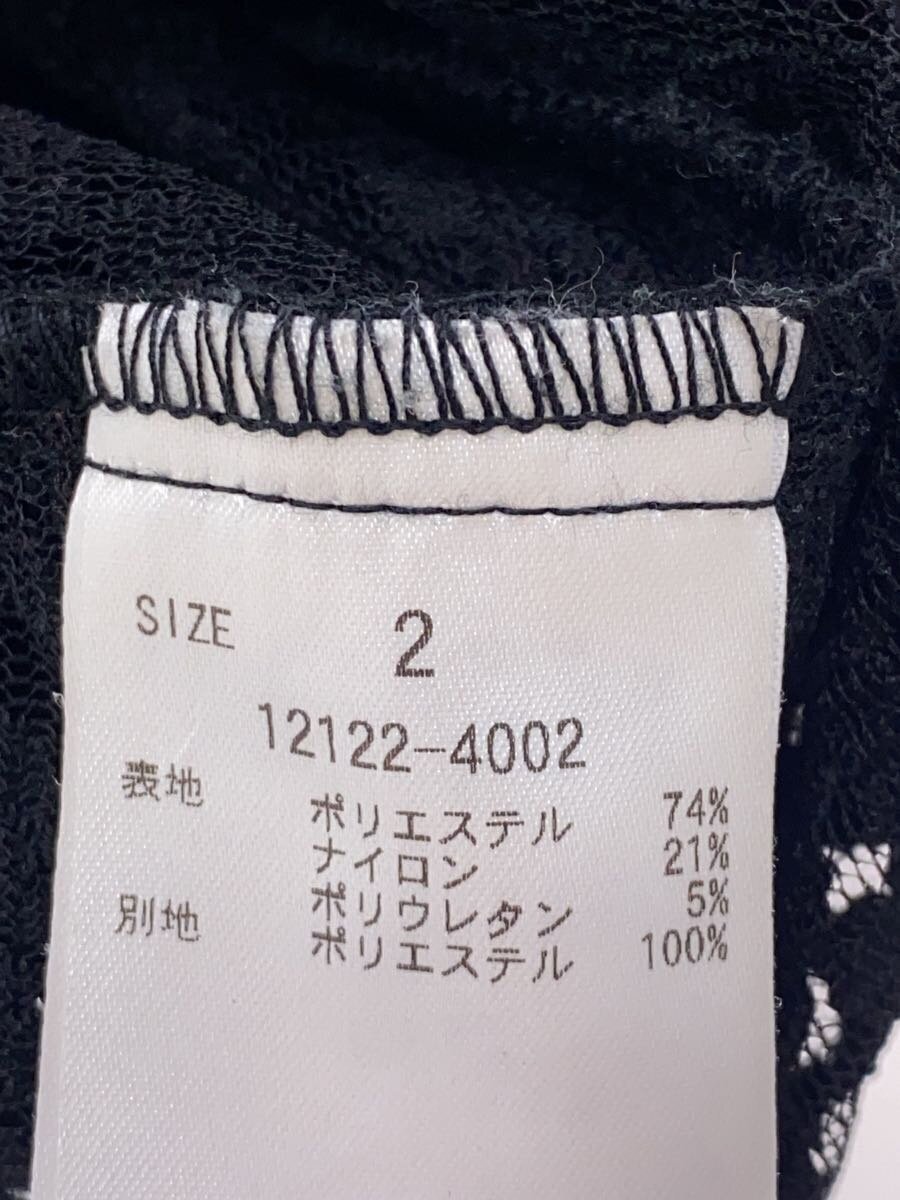 SIZE 2
12122-4002
表地 ポリエステル 74%
ナイロン 21%
ポリウレタン 5%
別地 ポリエステル 100%